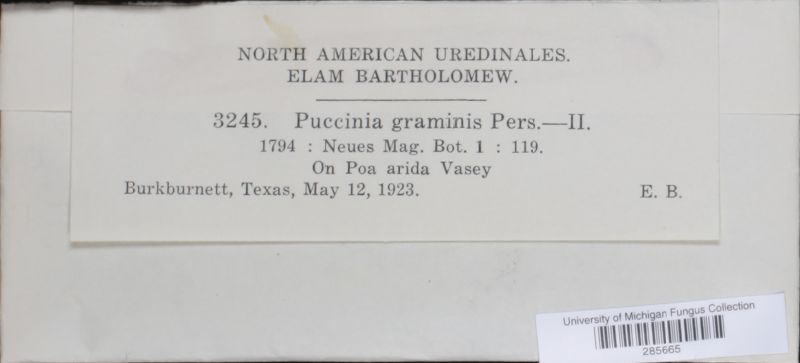 NORTH AMERICAN UREDINALES.
ELAM BARTHOLOMEW.
3245. Puccinia graminis Pers.—II.
1794 : Neues Mag. Bot. 1 : 119.
On Poa arida Vasey
Burkburnett, Texas, May 12, 1923. E. B.
University of Michigan Fungus Collection
285665